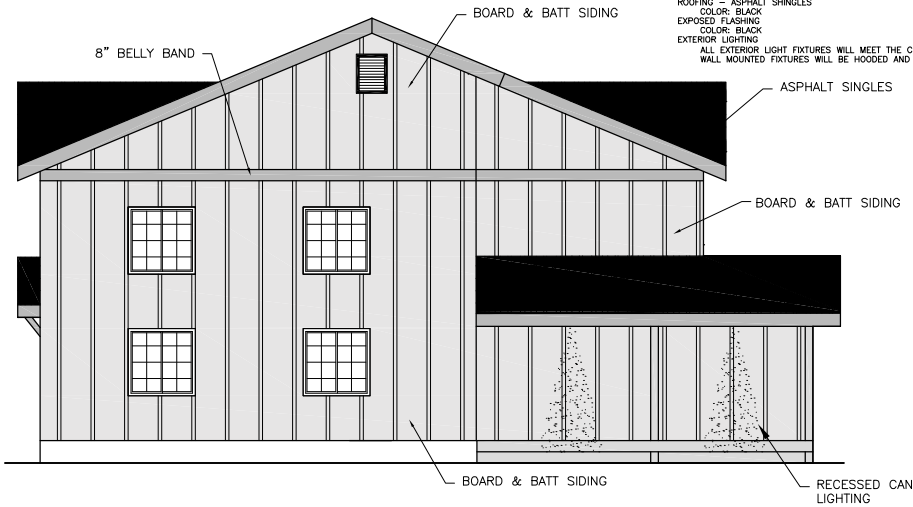 ROOFING – ASPHALT SHINGLES
COLOR: BLACK
EXPOSED FLASHING
COLOR: BLACK
EXTERIOR LIGHTING
ALL EXTERIOR LIGHT FIXTURES WILL MEET THE C
WALL MOUNTED FIXTURES WILL BE HOODED AND
BOARD & BATT SIDING
8" BELLY BAND
ASPHALT SINGLES
BOARD & BATT SIDING
BOARD & BATT SIDING
RECESSED CAN
LIGHTING